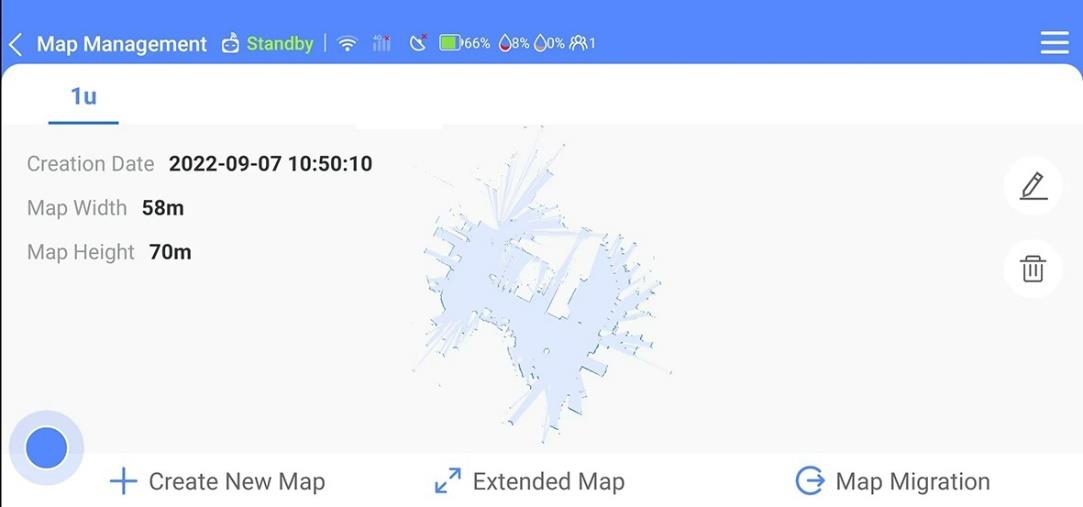 Map Management Standby 66% 8% 0% 1
1u
Creation Date 2022-09-07 10:50:10
Map Width 58m
Map Height 70m
Create New Map Extended Map Map Migration